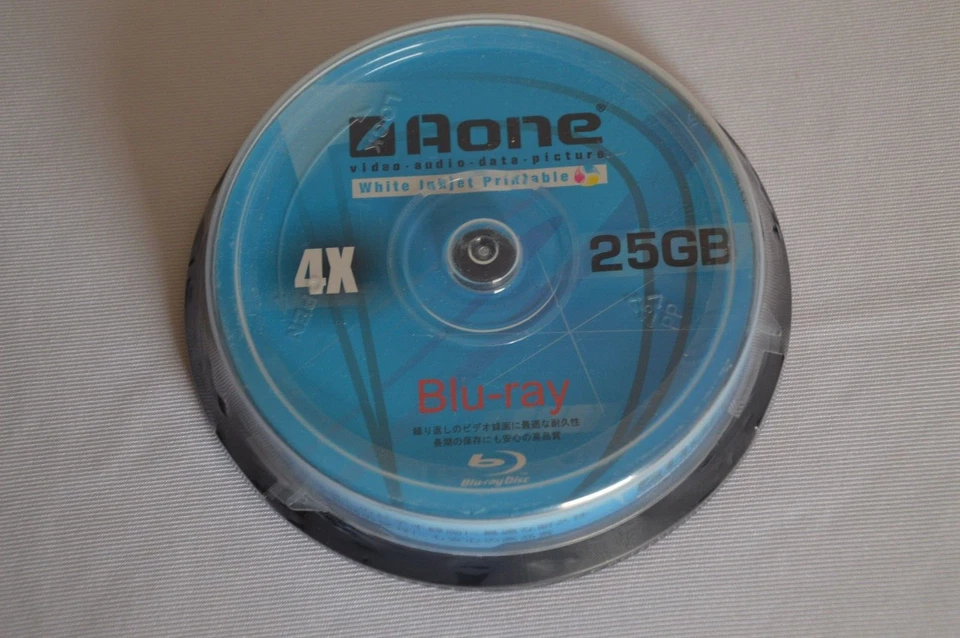 Aone®
video-audio-data-picture
White Inkjet Printable
4X
25GB
Blu-ray
繰り返しのビデオ録画に最適な耐久性
長期の保存にも安心の高品質
Blu-ray Disc
OPEN
PP